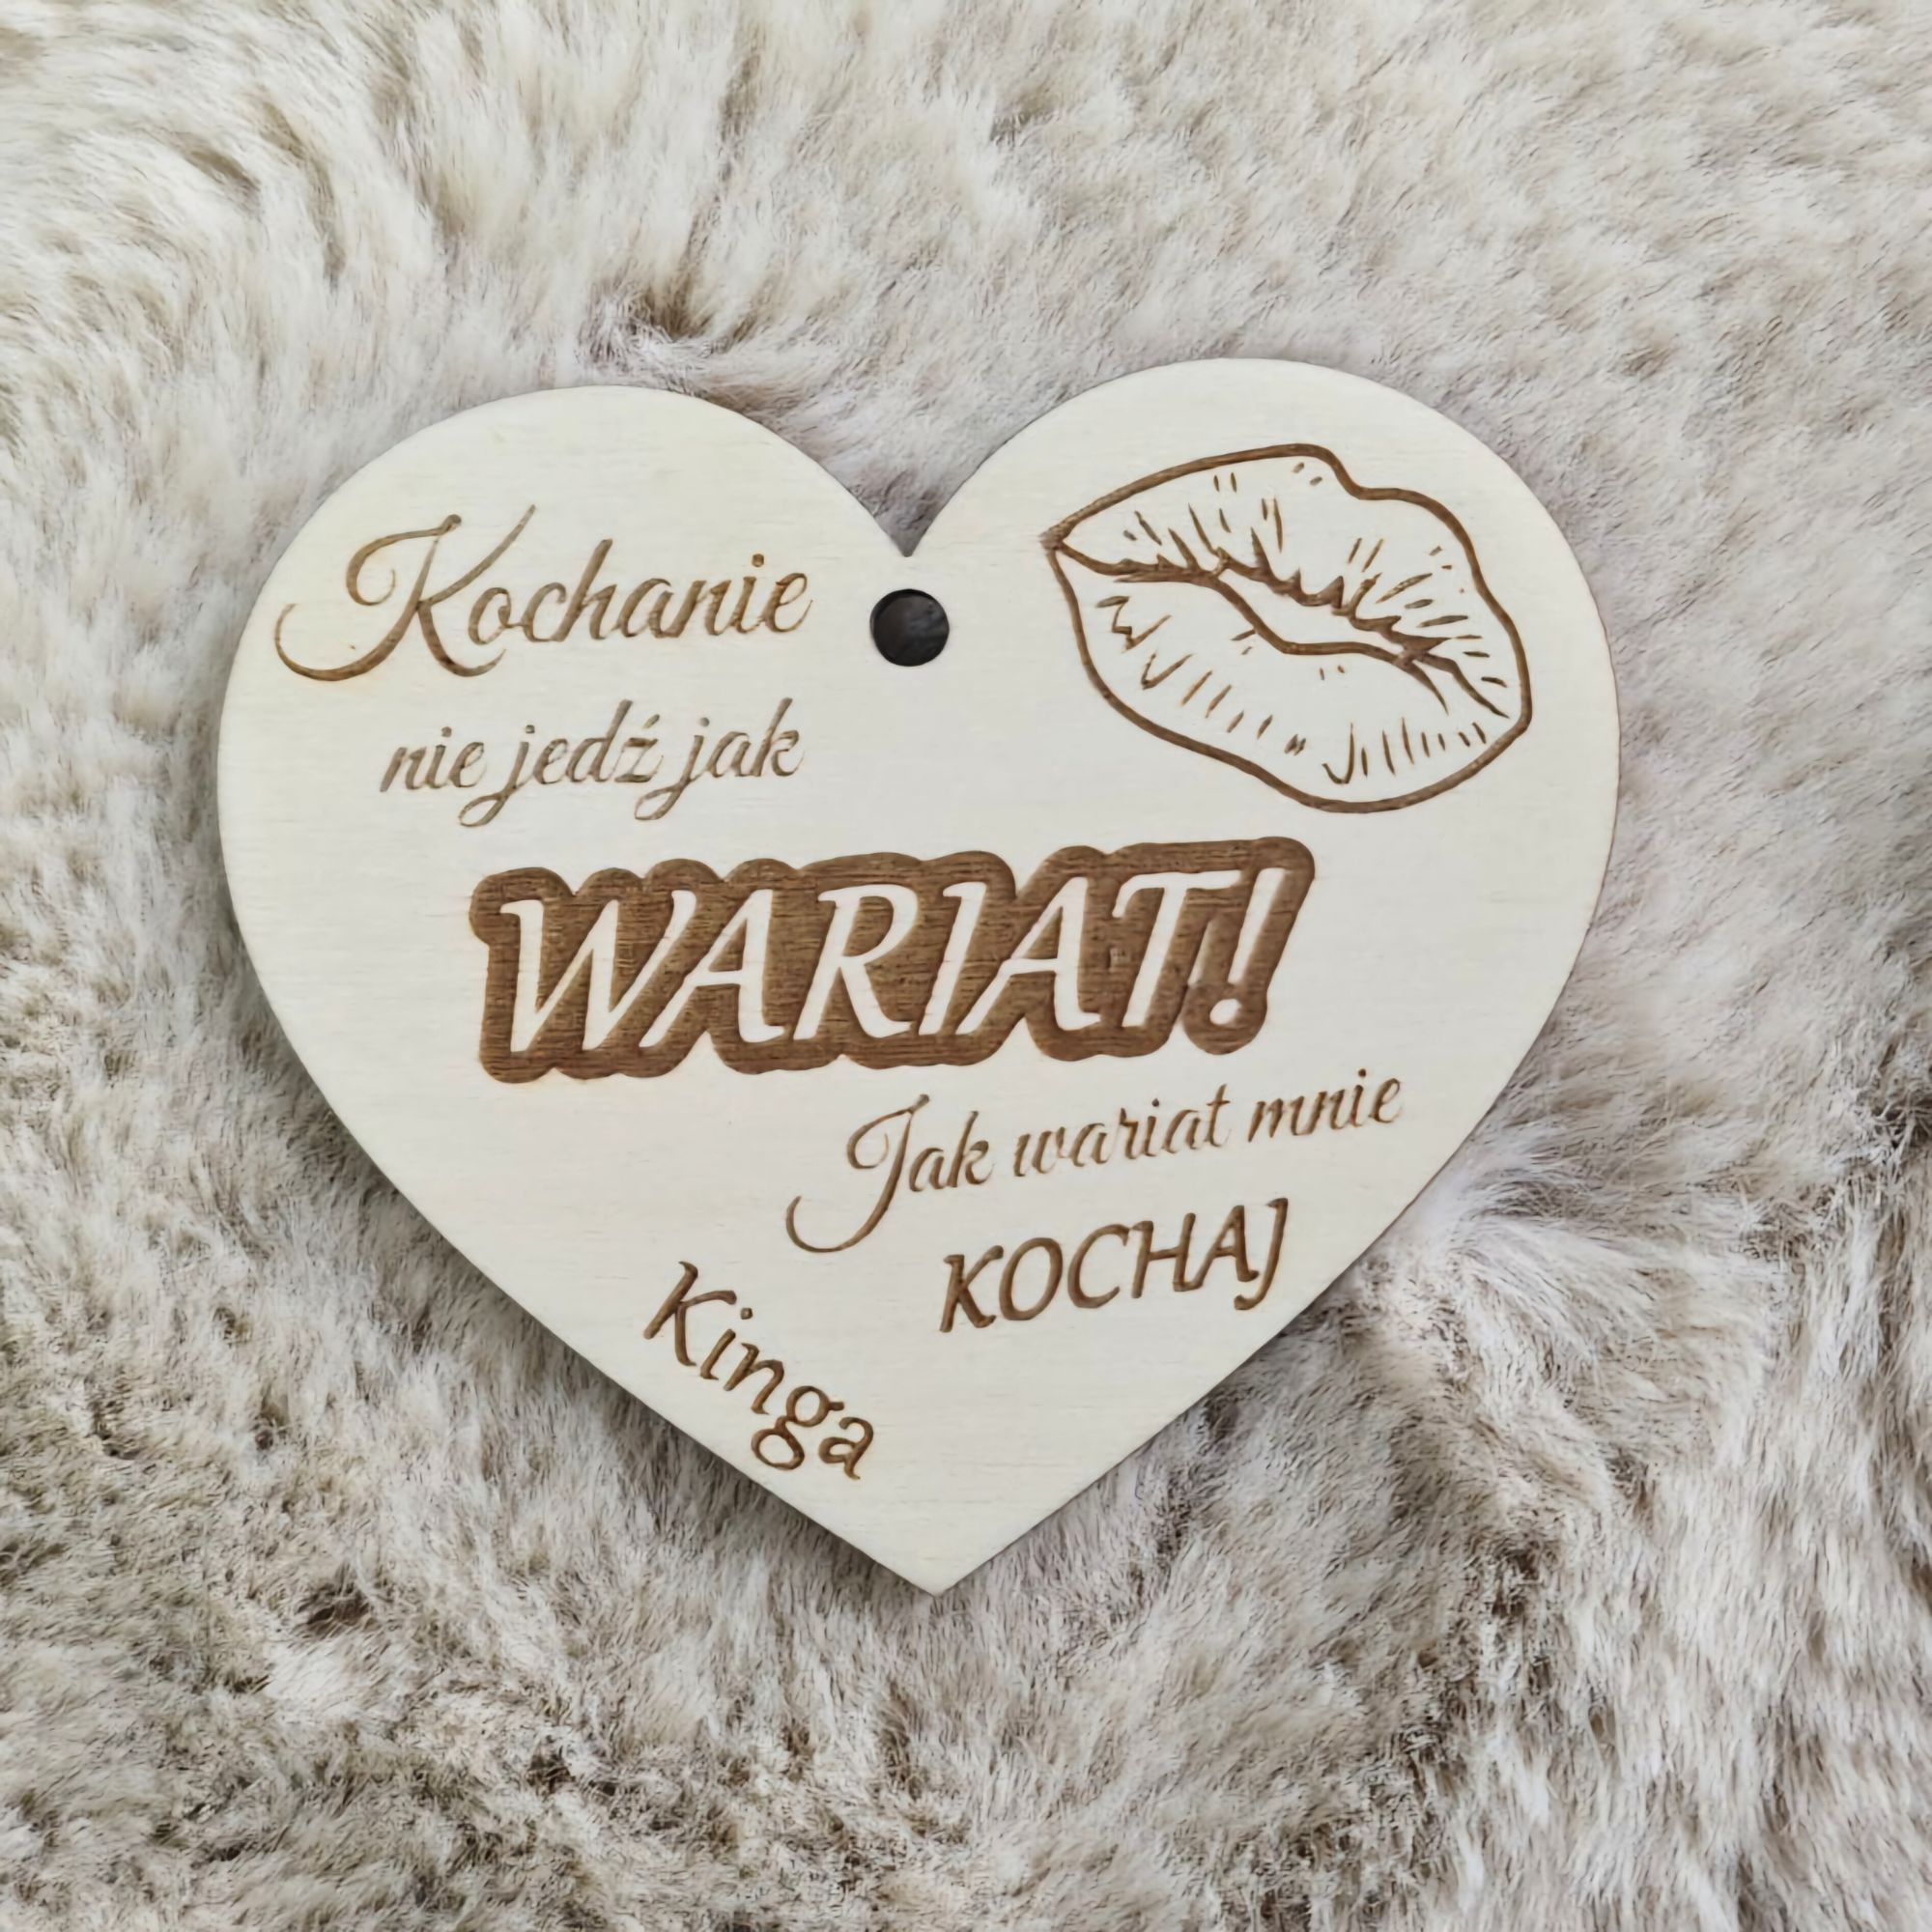 Kochanie
nie jedź jak
WARIAT!
Jak wariat mnie
KOCHAJ
Kinga